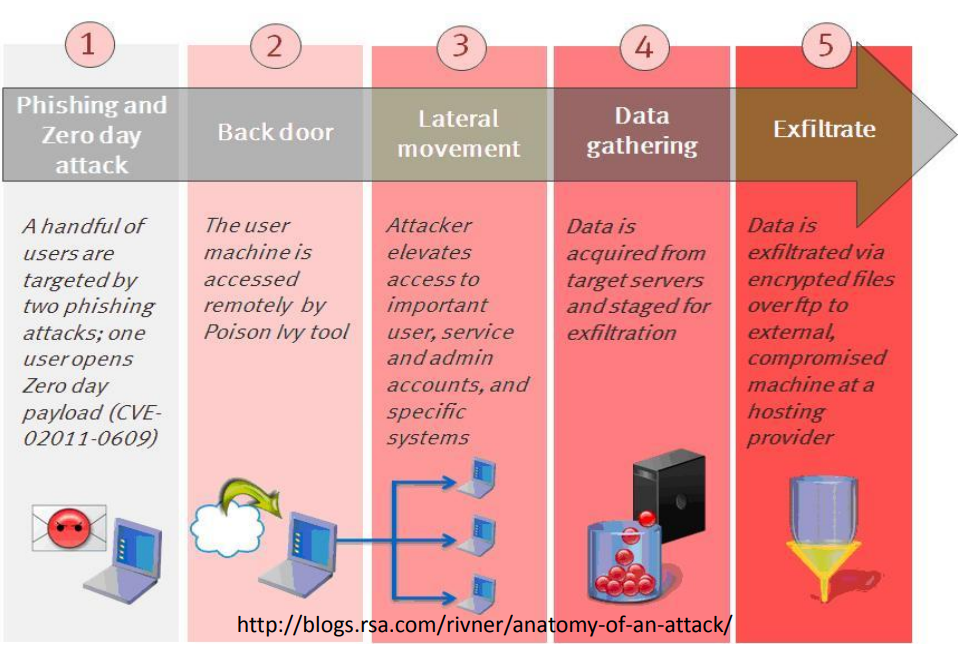 1
2
3
4
5
Phishing and
Zero day
attack
Back door
Lateral
movement
Data
gathering
Exfiltrate
A handful of
users are
targeted by
two phishing
attacks; one
user opens
Zero day
payload (CVE-
02011-0609)
The user
machine is
accessed
remotely by
Poison Ivy tool
Attacker
elevates
access to
important
user, service
and admin
accounts, and
specific
systems
Data is
acquired from
target servers
and staged for
exfiltration
Data is
exfiltrated via
encrypted files
over ftp to
external,
compromised
machine at a
hosting
provider
http://blogs.rsa.com/rivner/anatomy-of-an-attack/